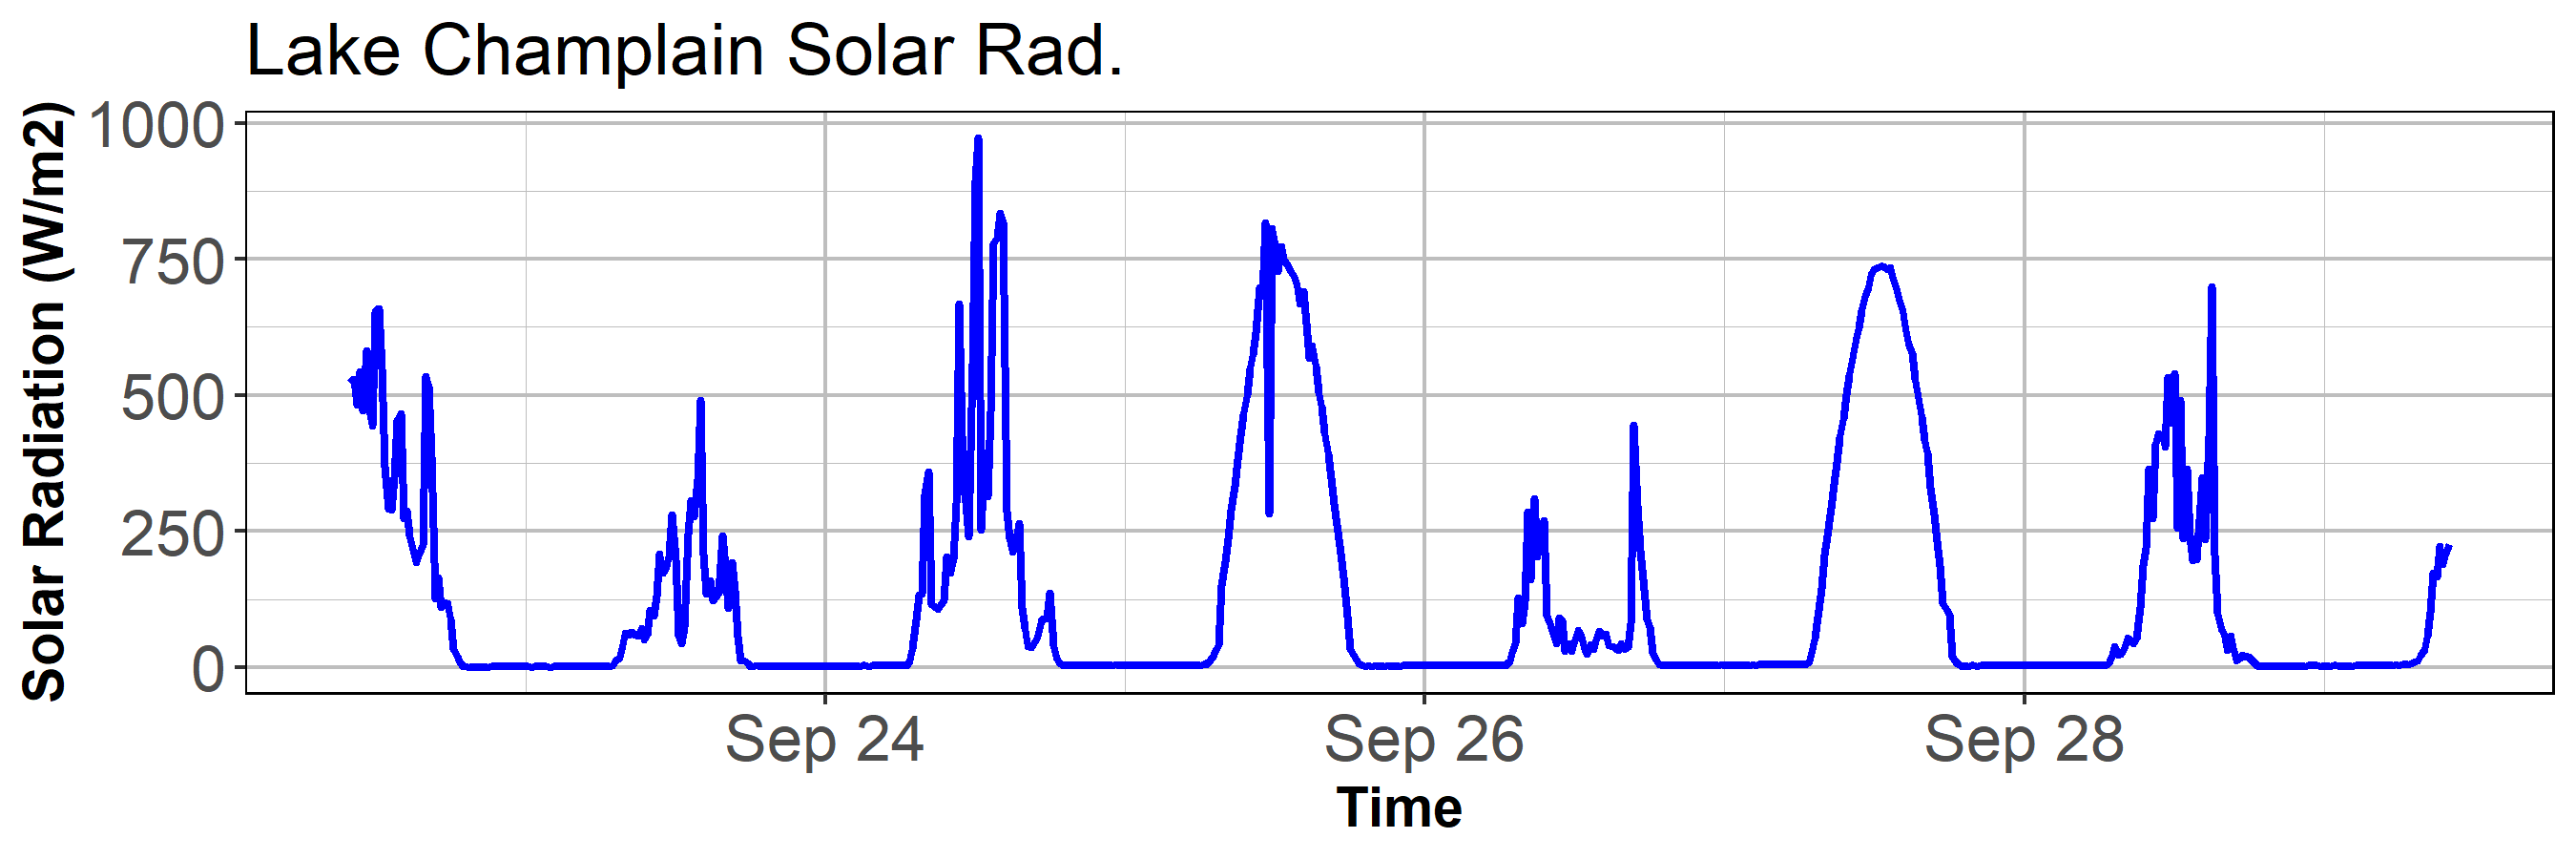 Lake Champlain Solar Rad.
Solar Radiation (W/m2)
1000
750
500
250
0
Sep 24 Sep 26 Sep 28
Time